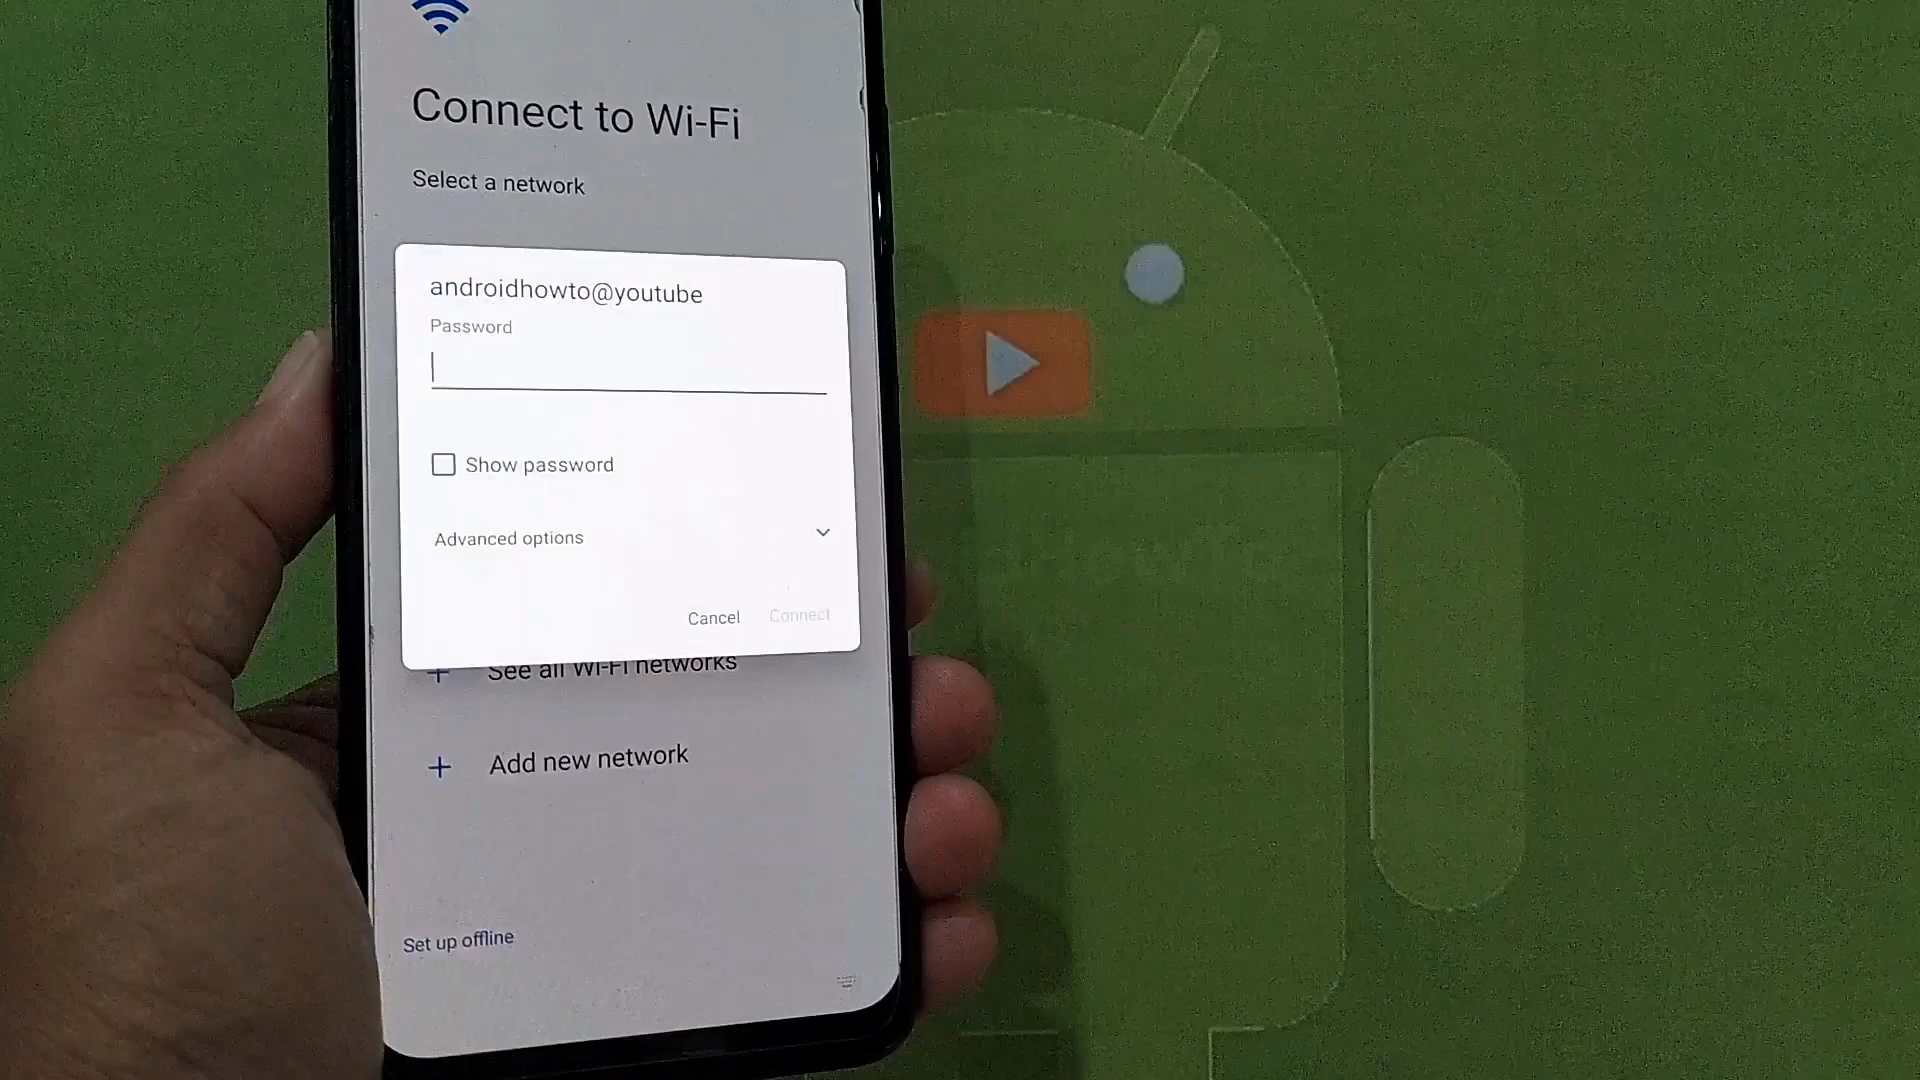 Connect to Wi-Fi
Select a network
androidhowto@youtube
Password
Show password
Advanced options
Cancel
Connect
See all Wi-Fi networks
Add new network
Set up offline